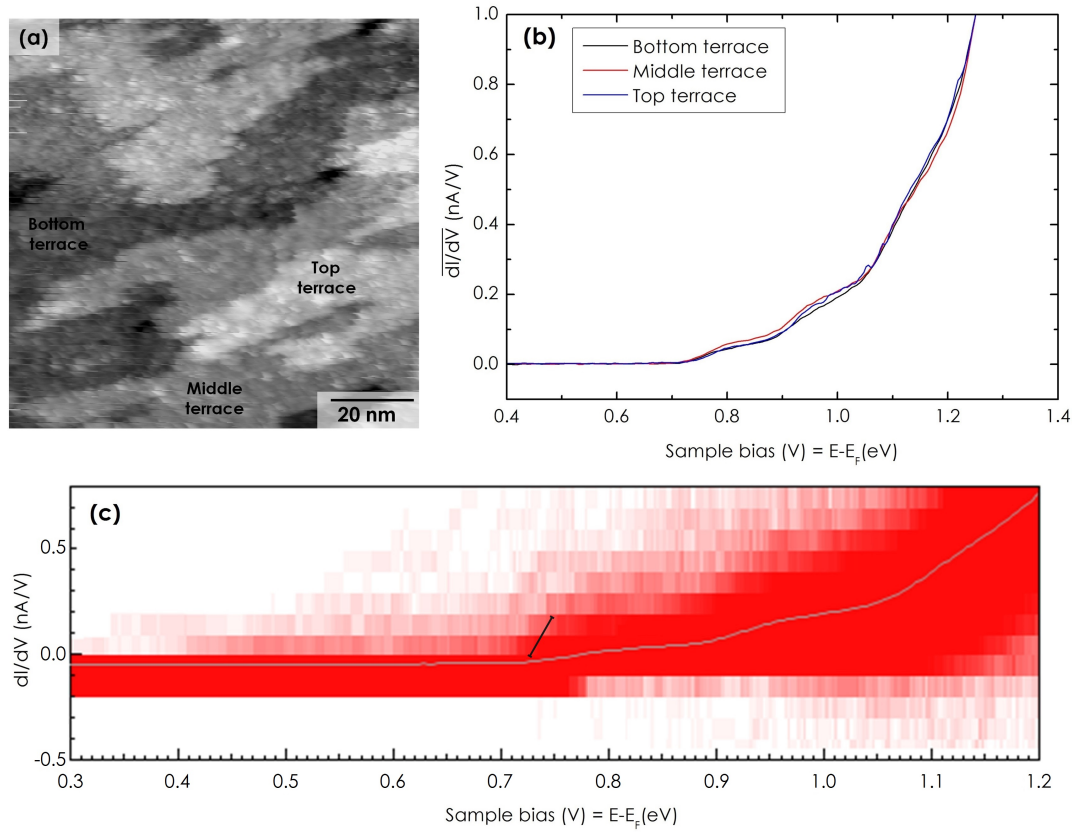 (a)
Bottom
terrace
Top
terrace
Middle
terrace
20 nm
(b)
Bottom terrace
Middle terrace
Top terrace
1.0
0.8
0.6
0.4
0.2
0.0
dI/dV (nA/V)
0.4 0.6 0.8 1.0 1.2 1.4
Sample bias (V) = E-E_F(eV)
(c)
0.5
0.0
-0.5
dI/dV (nA/V)
0.3 0.4 0.5 0.6 0.7 0.8 0.9 1.0 1.1 1.2
Sample bias (V) = E-E_F(eV)